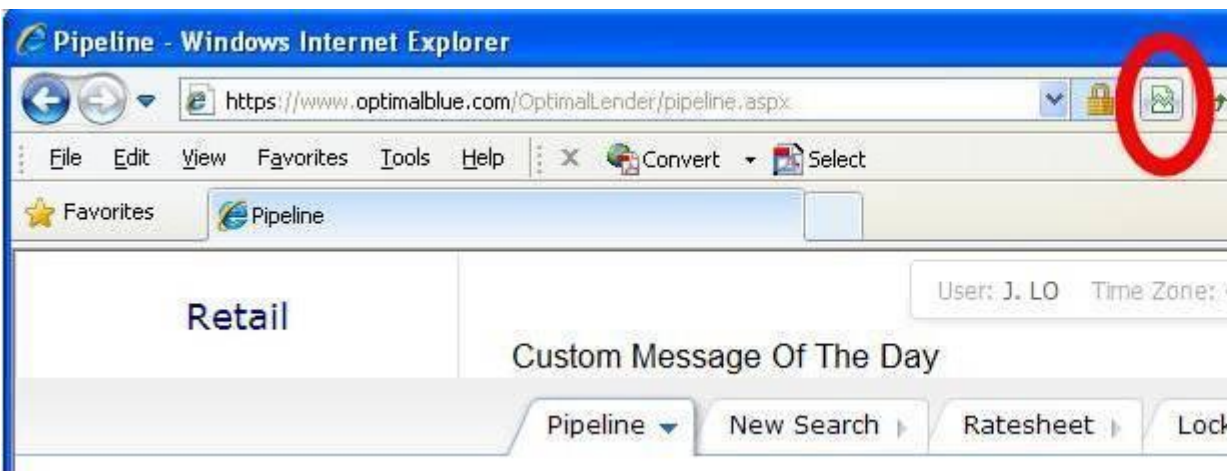 Pipeline - Windows Internet Explorer
https://www.optimalblue.com/OptimalLender/pipeline.aspx
File Edit View Favorites Tools Help Convert Select
Favorites Pipeline
User: J. LO Time Zone:
Retail
Custom Message Of The Day
Pipeline New Search Ratesheet Lock